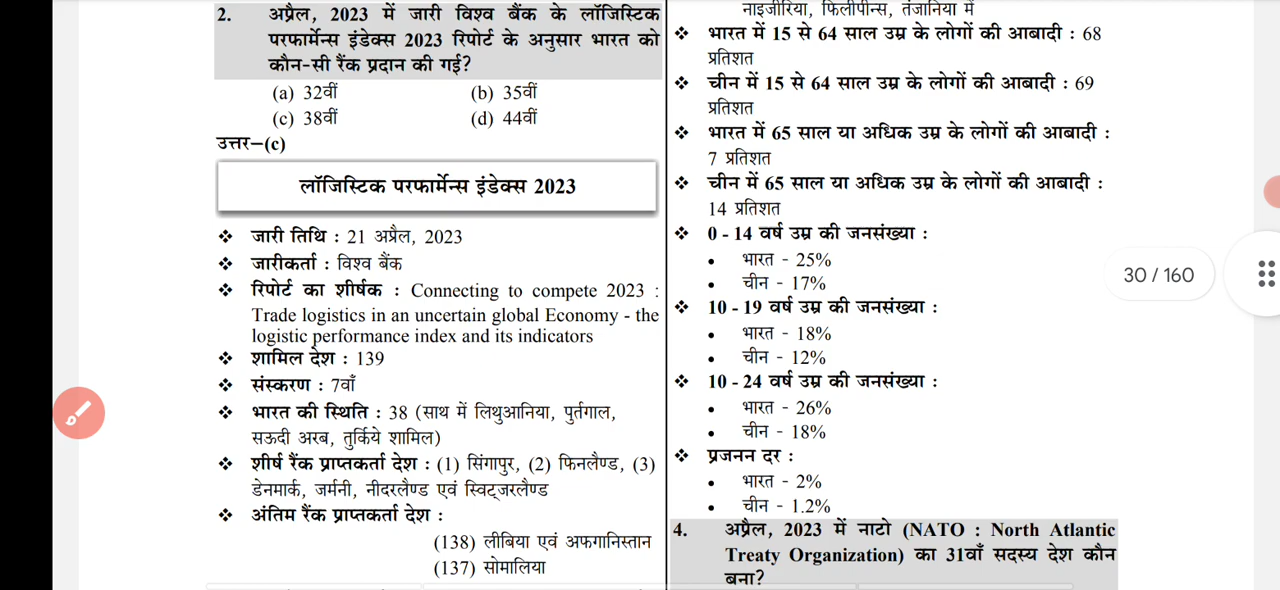 2. अप्रैल, 2023 में जारी विश्व बैंक के लॉजिस्टिक
परफार्मेन्स इंडेक्स 2023 रिपोर्ट के अनुसार भारत को
कौन-सी रैंक प्रदान की गई?
(a) 32वीं (b) 35वीं
(c) 38वीं (d) 44वीं
उत्तर–(c)
लॉजिस्टिक परफार्मेन्स इंडेक्स 2023
❖ जारी तिथि : 21 अप्रैल, 2023
❖ जारीकर्ता : विश्व बैंक
❖ रिपोर्ट का शीर्षक : Connecting to compete 2023 :
Trade logistics in an uncertain global Economy - the
logistic performance index and its indicators
❖ शामिल देश : 139
❖ संस्करण : 7वाँ
❖ भारत की स्थिति : 38 (साथ में लिथुआनिया, पुर्तगाल,
सऊदी अरब, तुर्किये शामिल)
❖ शीर्ष रैंक प्राप्तकर्ता देश : (1) सिंगापुर, (2) फिनलैण्ड, (3)
डेनमार्क, जर्मनी, नीदरलैण्ड एवं स्विट्जरलैण्ड
❖ अंतिम रैंक प्राप्तकर्ता देश :
(138) लीबिया एवं अफगानिस्तान
(137) सोमालिया
नाइजीरिया, फिलीपीन्स, तंजानिया में
❖ भारत में 15 से 64 साल उम्र के लोगों की आबादी : 68
प्रतिशत
❖ चीन में 15 से 64 साल उम्र के लोगों की आबादी : 69
प्रतिशत
❖ भारत में 65 साल या अधिक उम्र के लोगों की आबादी :
7 प्रतिशत
❖ चीन में 65 साल या अधिक उम्र के लोगों की आबादी :
14 प्रतिशत
❖ 0 - 14 वर्ष उम्र की जनसंख्या :
• भारत - 25%
• चीन - 17%
❖ 10 - 19 वर्ष उम्र की जनसंख्या :
• भारत - 18%
• चीन - 12%
❖ 10 - 24 वर्ष उम्र की जनसंख्या :
• भारत - 26%
• चीन - 18%
❖ प्रजनन दर :
• भारत - 2%
• चीन - 1.2%
4. अप्रैल, 2023 में नाटो (NATO : North Atlantic
Treaty Organization) का 31वाँ सदस्य देश कौन
बना?
30 / 160